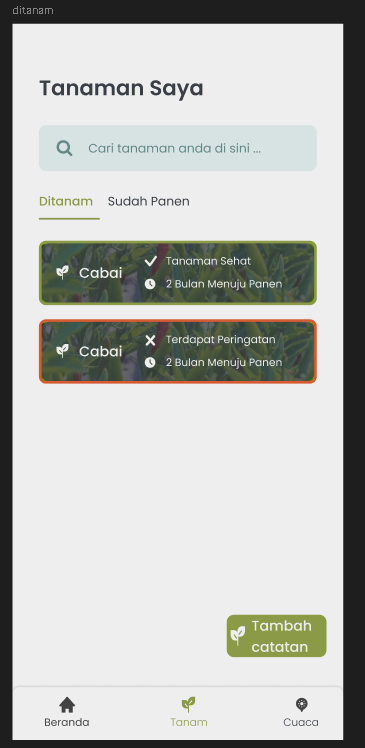 ditanam
Tanaman Saya
Cari tanaman anda di sini ...
Ditanam Sudah Panen
Cabai
Tanaman Sehat
2 Bulan Menuju Panen
Cabai
Terdapat Peringatan
2 Bulan Menuju Panen
Tambah
catatan
Beranda Tanam Cuaca